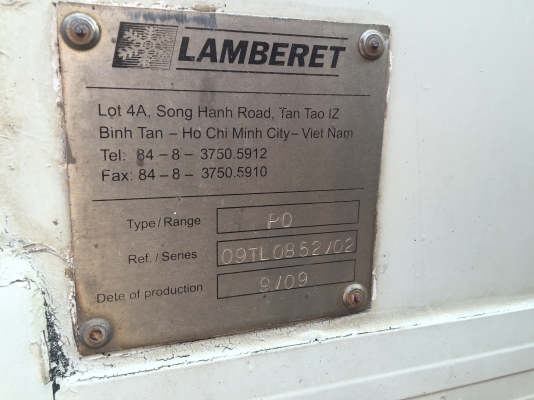 LAMBERET
Lot 4A, Song Hanh Road, Tan Tao IZ
Binh Tan – Ho Chi Minh City – Viet Nam
Tel: 84 – 8 – 3750.5912
Fax: 84 – 8 – 3750.5910
Type / Range PO
Ref. / Series 09TL0852/02
Dete of production 9/09